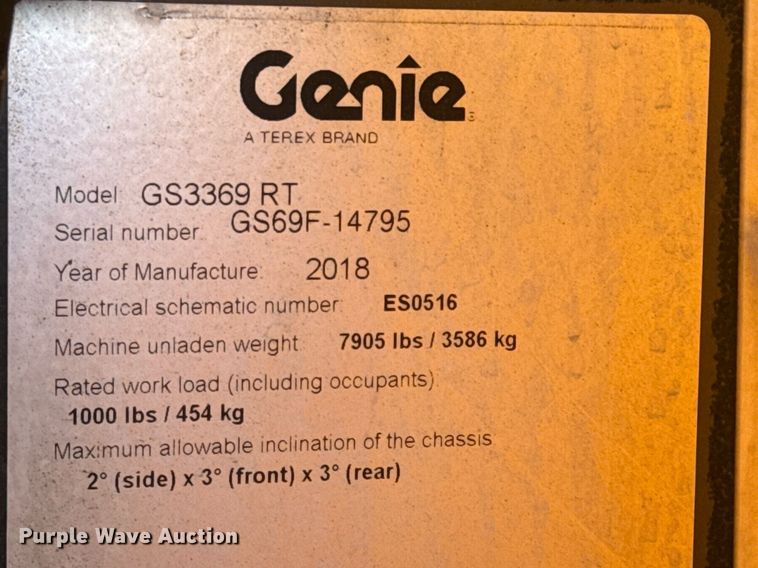 Genie
A TEREX BRAND
Model: GS3369 RT
Serial number: GS69F-14795
Year of Manufacture: 2018
Electrical schematic number: ES0516
Machine unladen weight: 7905 lbs / 3586 kg
Rated work load (including occupants):
1000 lbs / 454 kg
Maximum allowable inclination of the chassis
2° (side) x 3° (front) x 3° (rear)
Purple Wave Auction